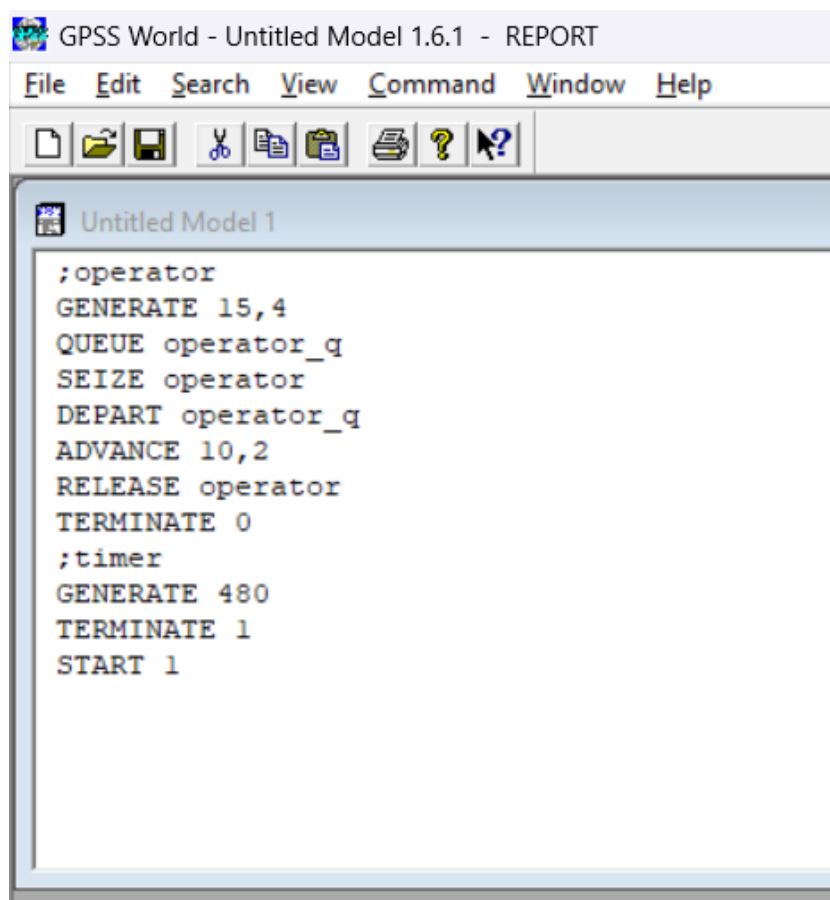 GPSS World - Untitled Model 1.6.1 - REPORT
File Edit Search View Command Window Help
Untitled Model 1
;operator
GENERATE 15,4
QUEUE operator_q
SEIZE operator
DEPART operator_q
ADVANCE 10,2
RELEASE operator
TERMINATE 0
;timer
GENERATE 480
TERMINATE 1
START 1